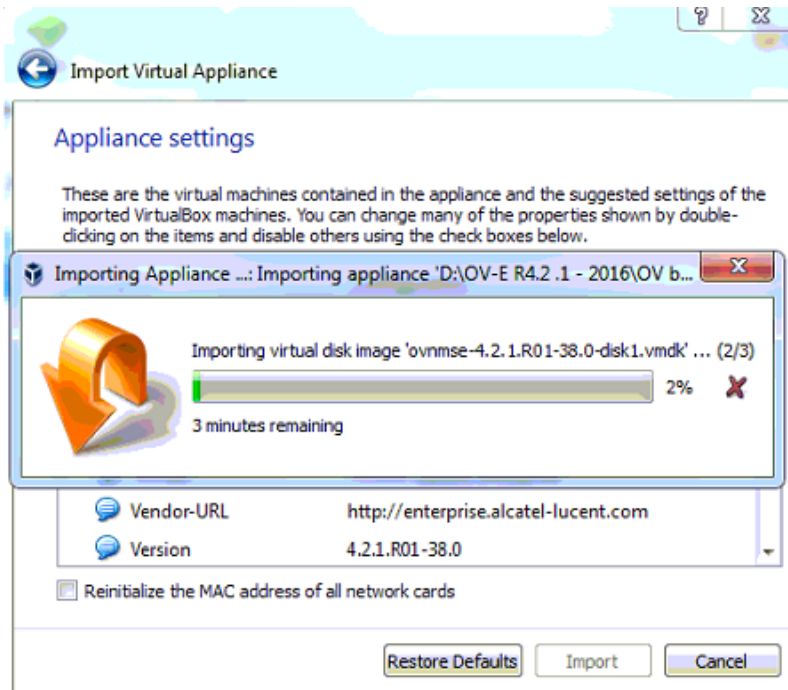 Import Virtual Appliance
Appliance settings
These are the virtual machines contained in the appliance and the suggested settings of the
imported VirtualBox machines. You can change many of the properties shown by double-
clicking on the items and disable others using the check boxes below.
Importing Appliance ...: Importing appliance 'D:\OV-E R4.2 .1 - 2016\OV b...
Importing virtual disk image 'ovnmse-4.2.1.R01-38.0-disk1.vmdk' ... (2/3)
2%
3 minutes remaining
Vendor-URL http://enterprise.alcatel-lucent.com
Version 4.2.1.R01-38.0
Reinitialize the MAC address of all network cards
Restore Defaults Import Cancel